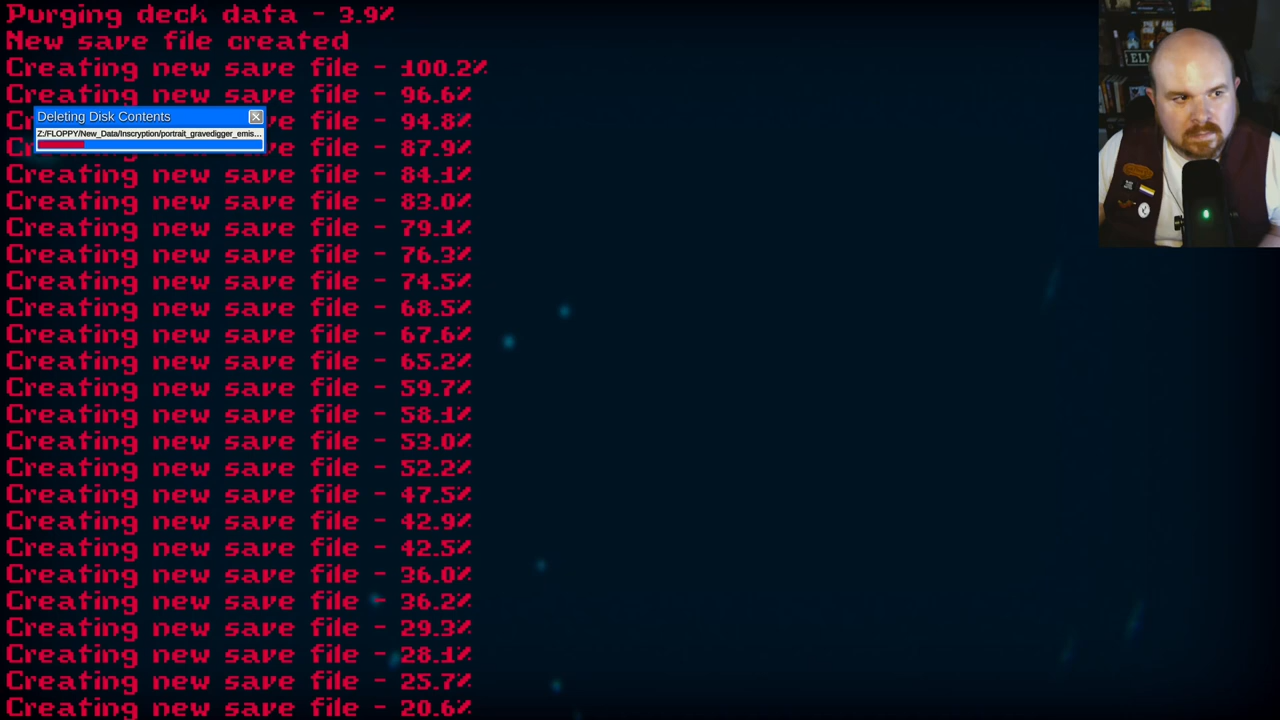 Purging deck data - 3.9%
New save file created
Creating new save file - 100.2%
Creating new save file - 96.6%
Deleting Disk Contents
Z:/FLOPPY/New_Data/Inscryption/portrait_gravedigger_emis...
Cr file - 94.8%
Cr file - 87.9%
Creating new save file - 84.1%
Creating new save file - 83.0%
Creating new save file - 79.1%
Creating new save file - 76.3%
Creating new save file - 74.5%
Creating new save file - 68.5%
Creating new save file - 67.6%
Creating new save file - 65.2%
Creating new save file - 59.7%
Creating new save file - 58.1%
Creating new save file - 53.0%
Creating new save file - 52.2%
Creating new save file - 47.5%
Creating new save file - 42.9%
Creating new save file - 42.5%
Creating new save file - 36.0%
Creating new save file - 36.2%
Creating new save file - 29.3%
Creating new save file - 28.1%
Creating new save file - 25.7%
Creating new save file - 20.6%